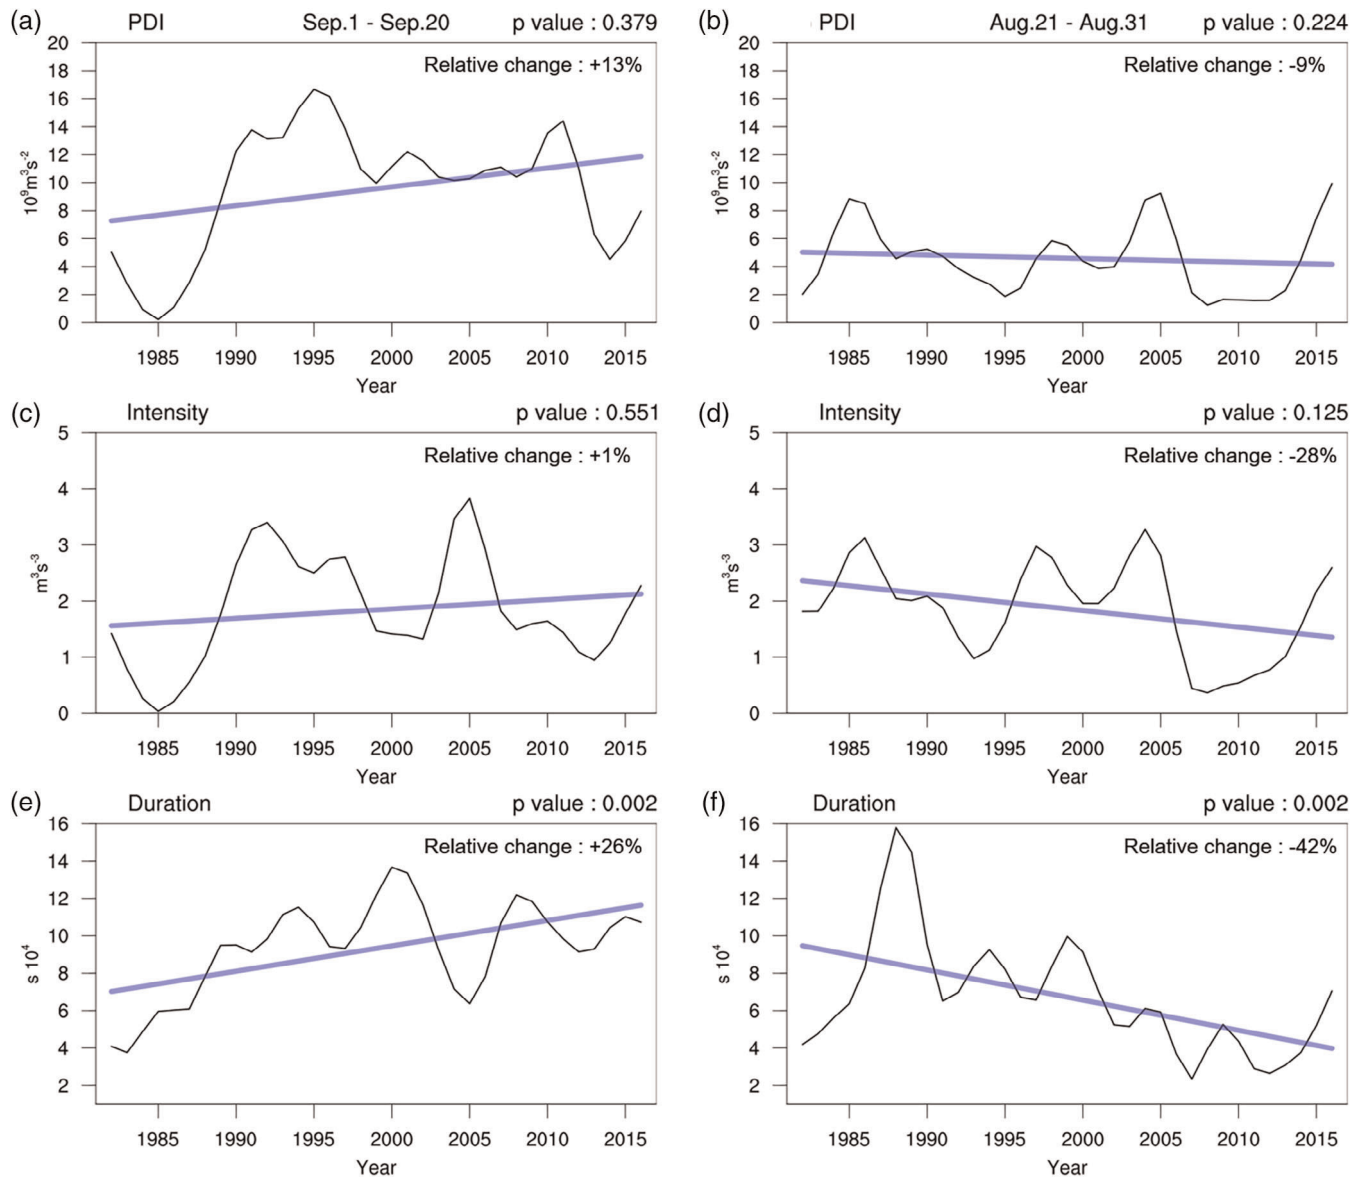 (a) PDI Sep.1 - Sep.20 p value : 0.379
Relative change : +13%
20
18
16
14
12
10
8
6
4
2
0
10⁹m³s⁻²
1985 1990 1995 2000 2005 2010 2015
Year
(b) PDI Aug.21 - Aug.31 p value : 0.224
Relative change : -9%
20
18
16
14
12
10
8
6
4
2
0
10⁹m³s⁻²
1985 1990 1995 2000 2005 2010 2015
Year
(c) Intensity p value : 0.551
Relative change : +1%
5
4
3
2
1
0
m³s⁻³
1985 1990 1995 2000 2005 2010 2015
Year
(d) Intensity p value : 0.125
Relative change : -28%
5
4
3
2
1
0
m³s⁻³
1985 1990 1995 2000 2005 2010 2015
Year
(e) Duration p value : 0.002
Relative change : +26%
16
14
12
10
8
6
4
2
s 10⁴
1985 1990 1995 2000 2005 2010 2015
Year
(f) Duration p value : 0.002
Relative change : -42%
16
14
12
10
8
6
4
2
s 10⁴
1985 1990 1995 2000 2005 2010 2015
Year